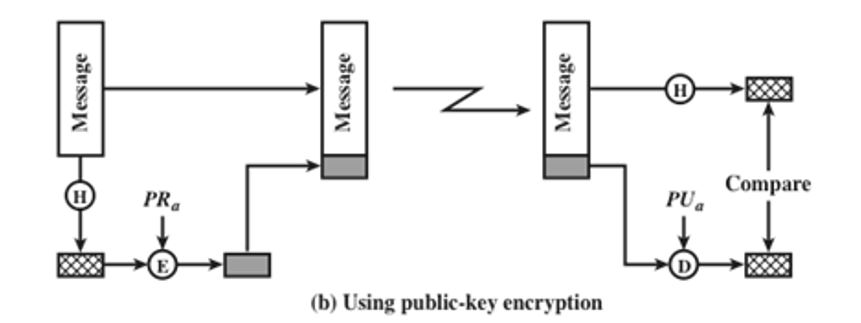 Message
Message
Message
H
H
PRa
PUa
Compare
E
D
(b) Using public-key encryption